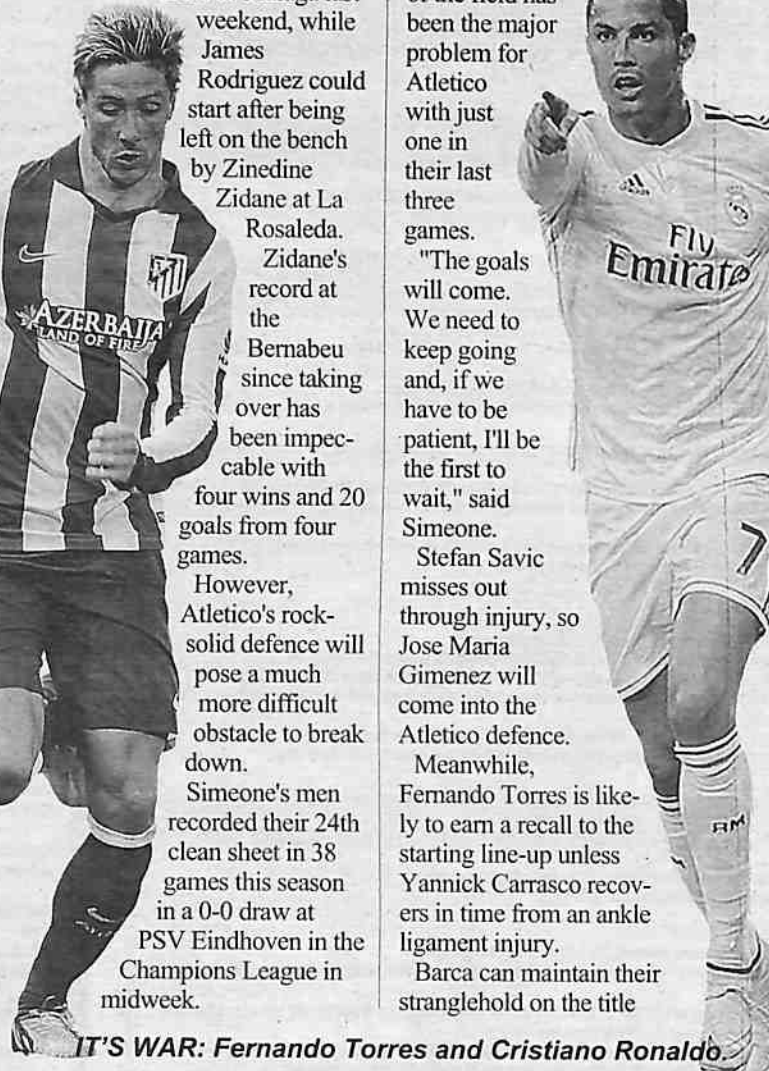 weekend, while
James
Rodriguez could
start after being
left on the bench
by Zinedine
Zidane at La
Rosaleda.
Zidane's
record at
the
Bernabeu
since taking
over has
been impec-
cable with
four wins and 20
goals from four
games.
However,
Atletico's rock-
solid defence will
pose a much
more difficult
obstacle to break
down.
Simeone's men
recorded their 24th
clean sheet in 38
games this season
in a 0-0 draw at
PSV Eindhoven in the
Champions League in
midweek.
been the major
problem for
Atletico
with just
one in
their last
three
games.
"The goals
will come.
We need to
keep going
and, if we
have to be
patient, I'll be
the first to
wait," said
Simeone.
Stefan Savic
misses out
through injury, so
Jose Maria
Gimenez will
come into the
Atletico defence.
Meanwhile,
Fernando Torres is like-
ly to earn a recall to the
starting line-up unless
Yannick Carrasco recov-
ers in time from an ankle
ligament injury.
Barca can maintain their
stranglehold on the title
AZERBAIJA
LAND OF FIRE
adidas
Fly
Emirates
7
RM
IT'S WAR: Fernando Torres and Cristiano Ronaldo.